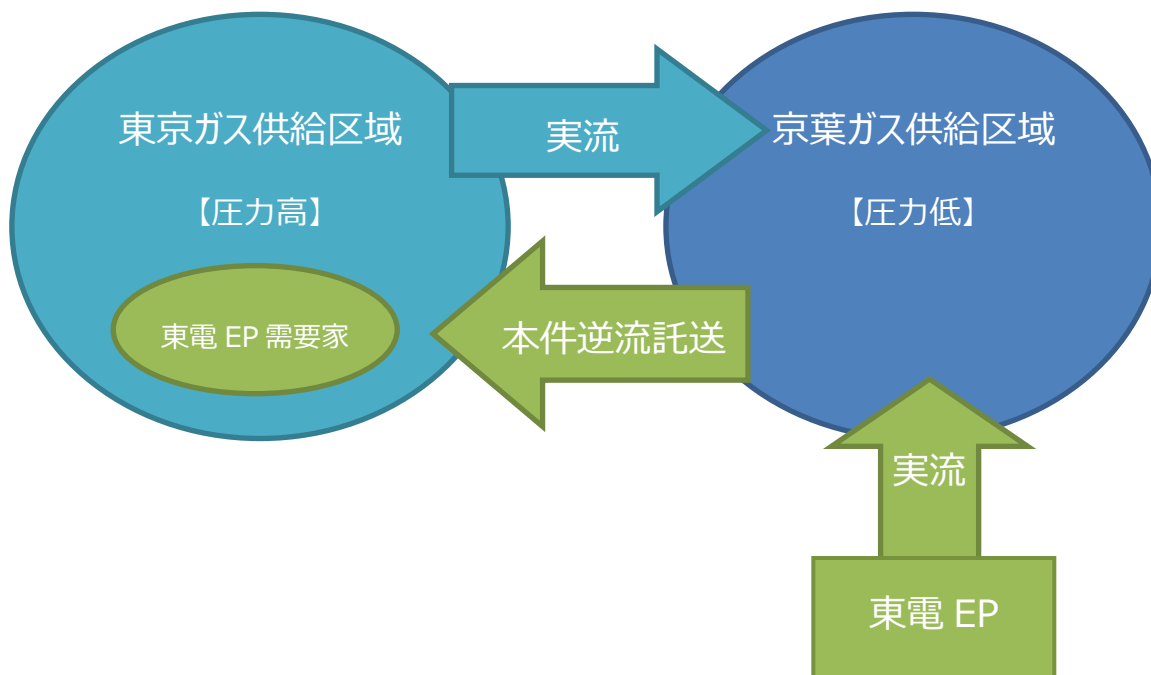 東京ガス供給区域
【圧力高】
東電 EP 需要家
実流
京葉ガス供給区域
【圧力低】
本件逆流託送
実流
東電 EP